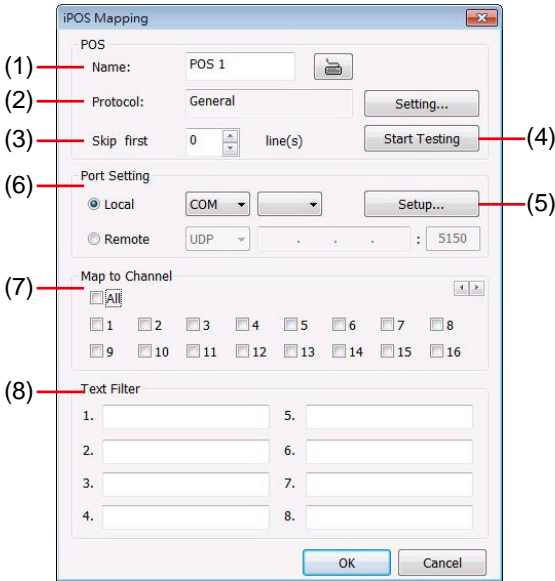 iPOS Mapping
POS
(1) Name: POS 1
(2) Protocol: General Setting...
(3) Skip first 0 line(s) Start Testing (4)
Port Setting
(6)
Local COM Setup... (5)
Remote UDP . . . : 5150
Map to Channel
(7)
All
1 2 3 4 5 6 7 8
9 10 11 12 13 14 15 16
(8) Text Filter
1. 5.
2. 6.
3. 7.
4. 8.
OK Cancel